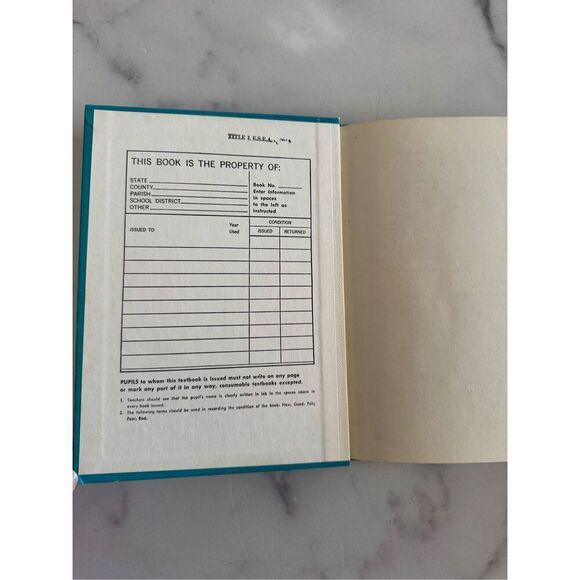 TITLE I, E.S.E.A.
THIS BOOK IS THE PROPERTY OF:
STATE
COUNTY
PARISH
SCHOOL DISTRICT
OTHER
Book No.
Enter information
in spaces
to the left as
instructed
ISSUED TO
Year
Used
CONDITION
ISSUED
RETURNED
PUPILS to whom this textbook is issued must not write on any page
or mark any part of it in any way, consumable textbooks excepted.
1. Teachers should see that the pupil's name is clearly written in ink in the spaces above in
every book issued.
2. The following terms should be used in recording the condition of the book: New; Good; Fair;
Poor; Bad.